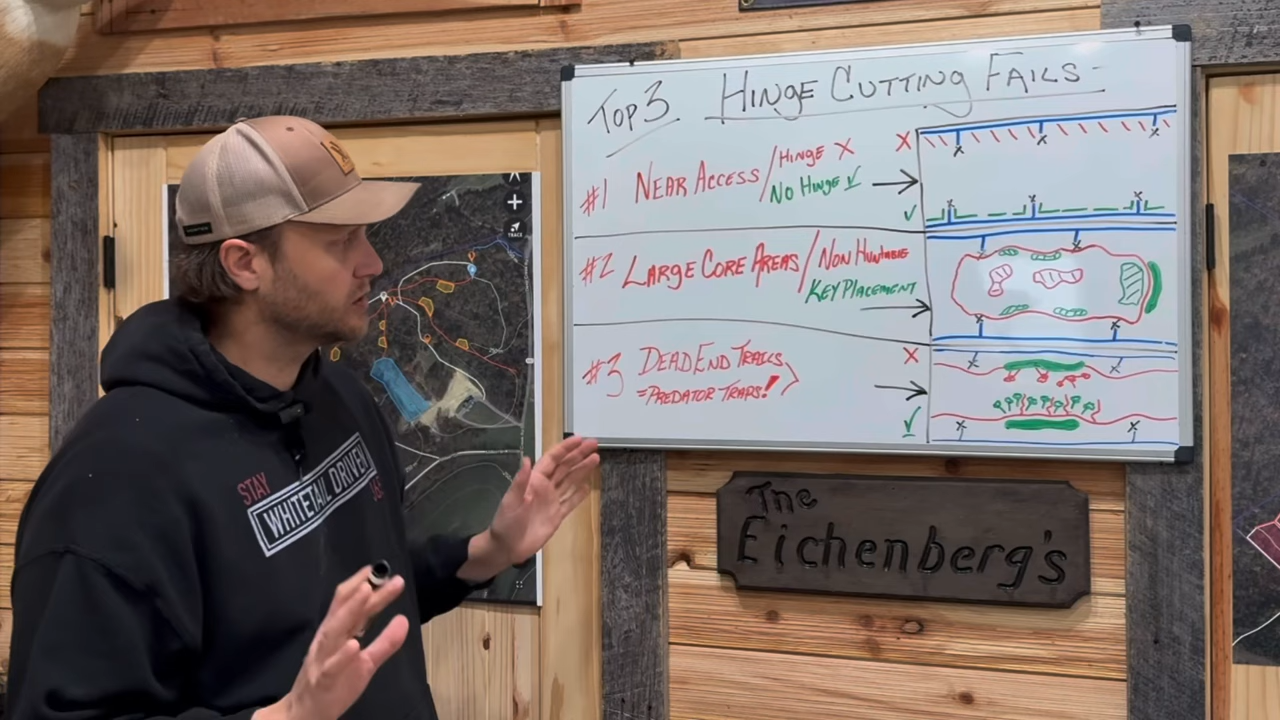 TOP 3 HINGE CUTTING FAILS-
#1 NEAR ACCESS / HINGE X
NO HINGE ✓
#2 LARGE CORE AREAS / NON HUNTABLE
KEY PLACEMENT
#3 DEAD END TRAILS
=PREDATOR TRAPS!
TRACE
STAY
WHITETAIL DRIVEN
The
Eichenberg's